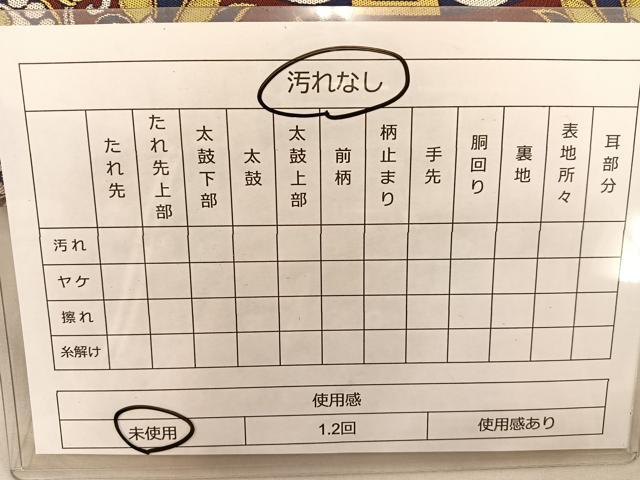 汚れなし
たれ先 たれ先上部 太鼓下部 太鼓 太鼓上部 前柄 柄止まり 手先 胴回り 裏地 表地所々 耳部分
汚れ
ヤケ
擦れ
糸解け
使用感
未使用 1.2回 使用感あり